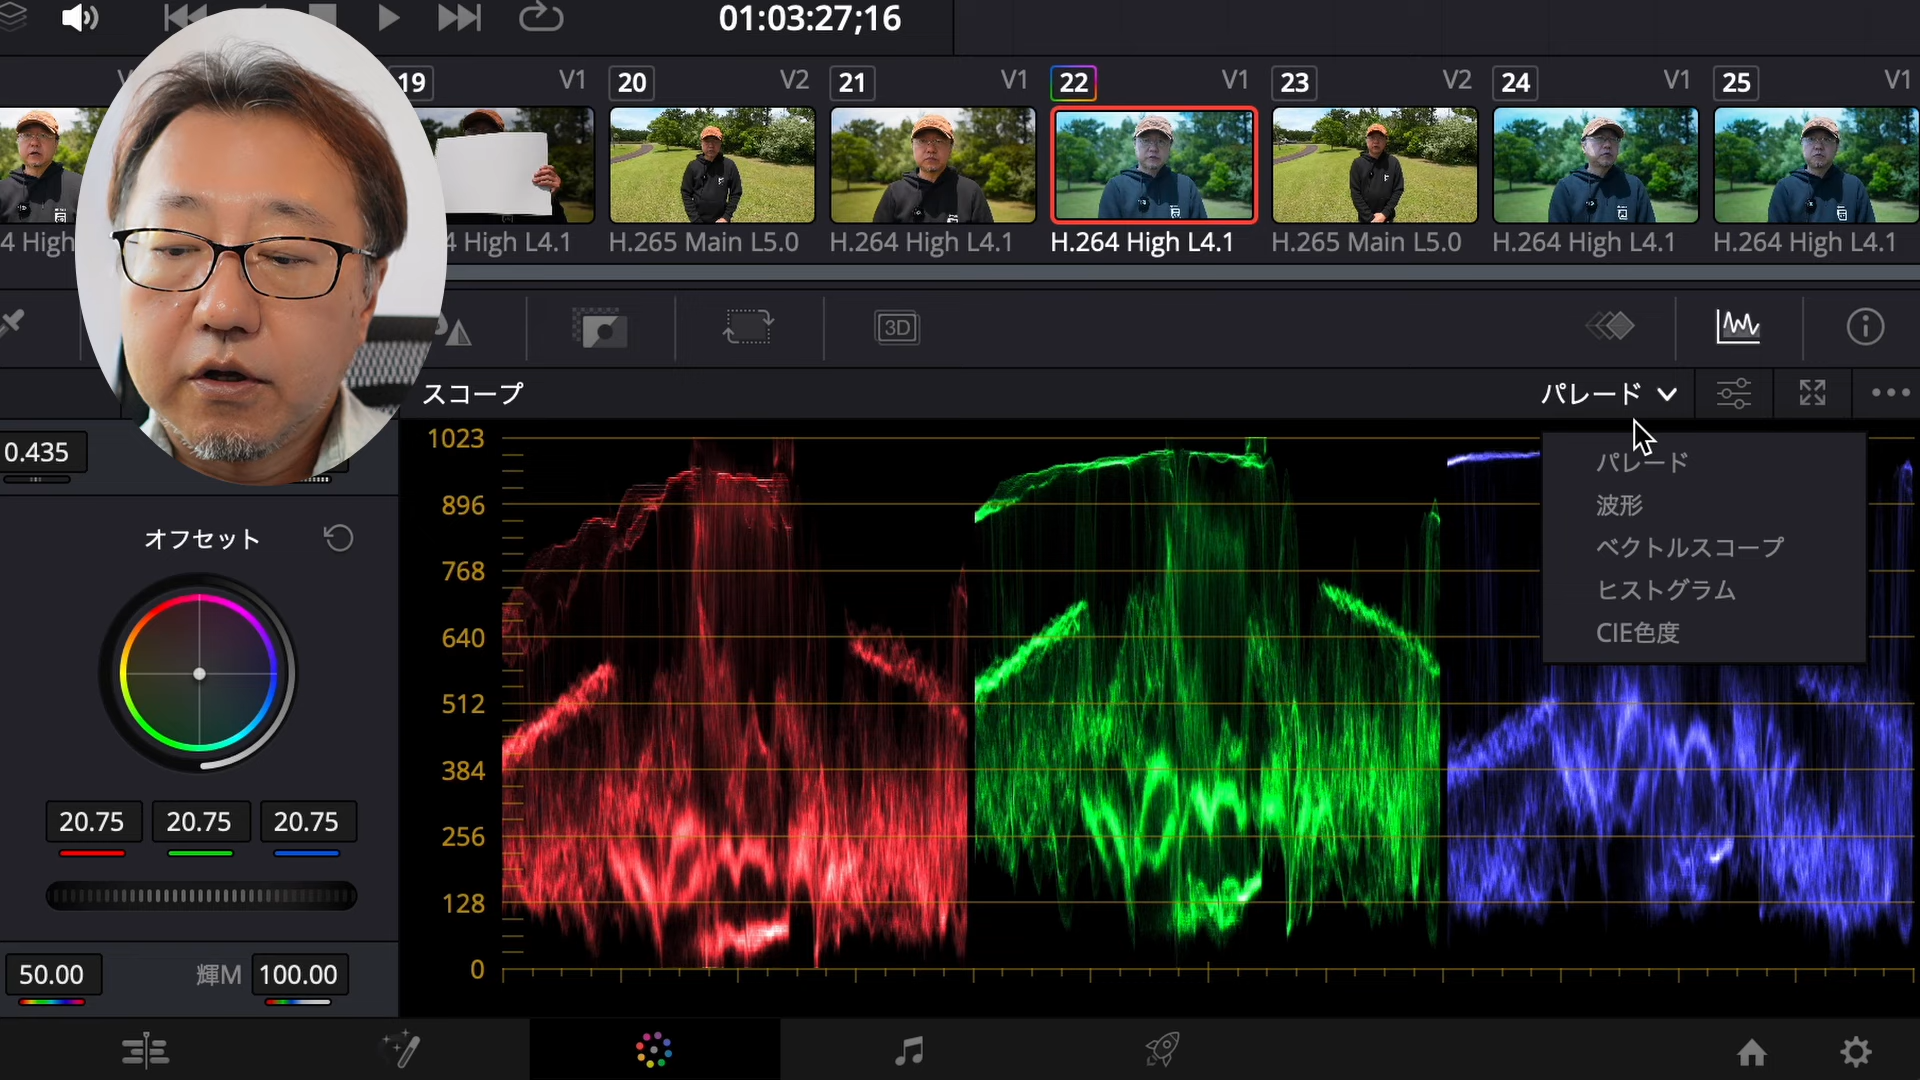 01:03:27;16
19 V1
20 V2
21 V1
22 V1
23 V2
24 V1
25 V1
4 High
4 High L4.1
H.265 Main L5.0
H.264 High L4.1
H.264 High L4.1
H.265 Main L5.0
H.264 High L4.1
H.264 High L4.1
3D
スコープ
パレード
0.435
オフセット
20.75 20.75 20.75
50.00 輝M 100.00
1023
896
768
640
512
384
256
128
0
パレード
波形
ベクトルスコープ
ヒストグラム
CIE色度